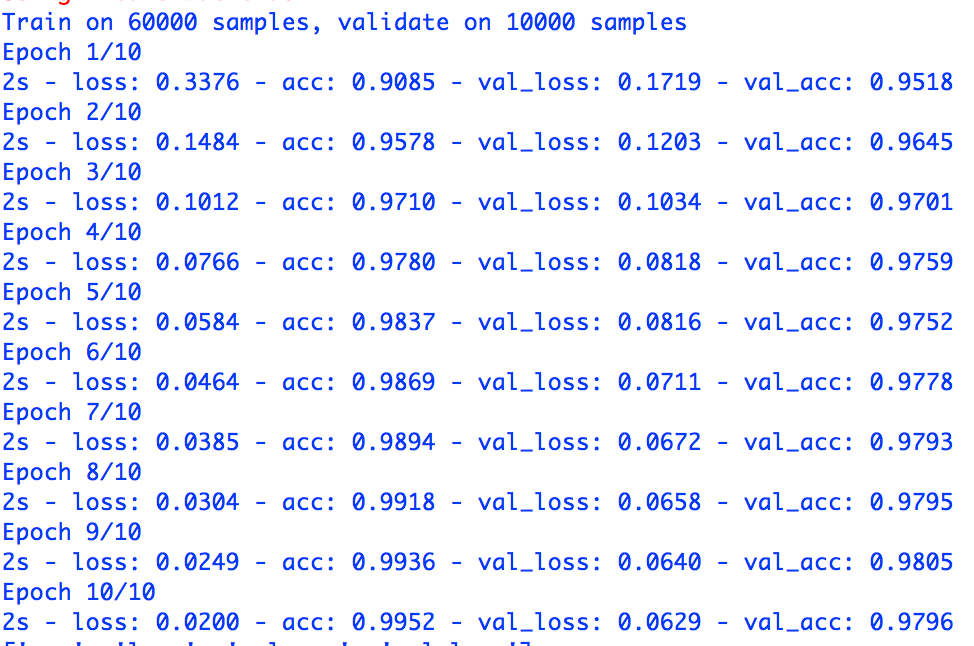 Train on 60000 samples, validate on 10000 samples
Epoch 1/10
2s - loss: 0.3376 - acc: 0.9085 - val_loss: 0.1719 - val_acc: 0.9518
Epoch 2/10
2s - loss: 0.1484 - acc: 0.9578 - val_loss: 0.1203 - val_acc: 0.9645
Epoch 3/10
2s - loss: 0.1012 - acc: 0.9710 - val_loss: 0.1034 - val_acc: 0.9701
Epoch 4/10
2s - loss: 0.0766 - acc: 0.9780 - val_loss: 0.0818 - val_acc: 0.9759
Epoch 5/10
2s - loss: 0.0584 - acc: 0.9837 - val_loss: 0.0816 - val_acc: 0.9752
Epoch 6/10
2s - loss: 0.0464 - acc: 0.9869 - val_loss: 0.0711 - val_acc: 0.9778
Epoch 7/10
2s - loss: 0.0385 - acc: 0.9894 - val_loss: 0.0672 - val_acc: 0.9793
Epoch 8/10
2s - loss: 0.0304 - acc: 0.9918 - val_loss: 0.0658 - val_acc: 0.9795
Epoch 9/10
2s - loss: 0.0249 - acc: 0.9936 - val_loss: 0.0640 - val_acc: 0.9805
Epoch 10/10
2s - loss: 0.0200 - acc: 0.9952 - val_loss: 0.0629 - val_acc: 0.9796